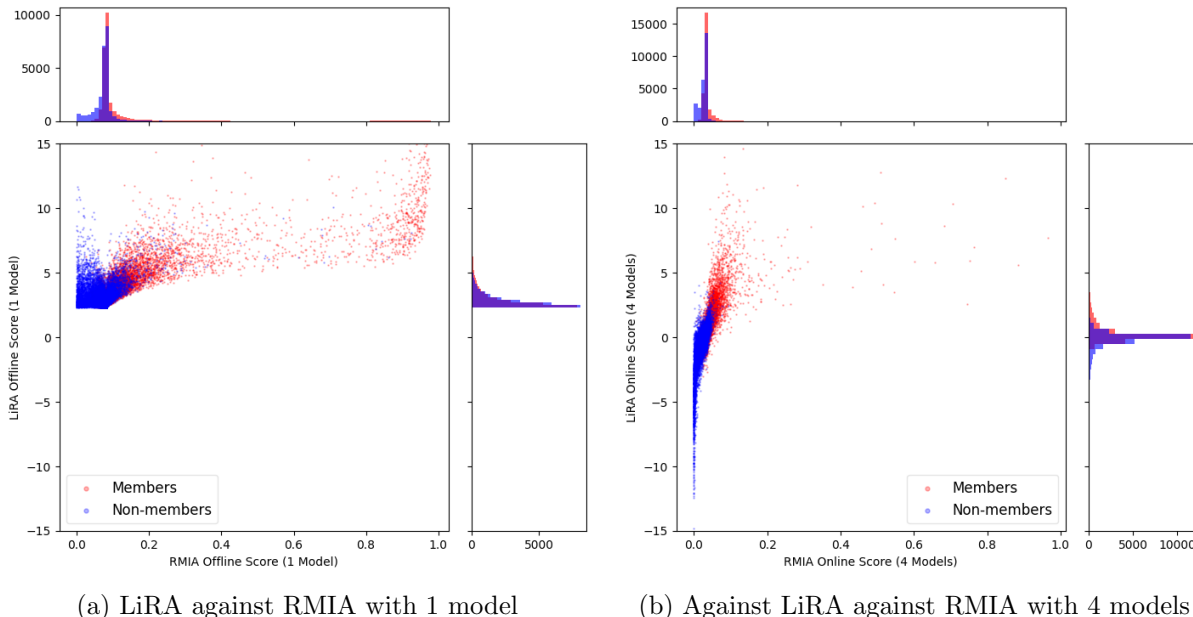 10000
5000
0
15
10
5
0
−5
−10
−15
LiRA Offline Score (1 Model)
Members
Non-members
0.0 0.2 0.4 0.6 0.8 1.0
RMIA Offline Score (1 Model)
0 5000
(a) LiRA against RMIA with 1 model
15000
10000
5000
0
15
10
5
0
−5
−10
−15
LiRA Online Score (4 Models)
Members
Non-members
0.0 0.2 0.4 0.6 0.8 1.0
RMIA Online Score (4 Models)
0 5000 10000
(b) Against LiRA against RMIA with 4 models